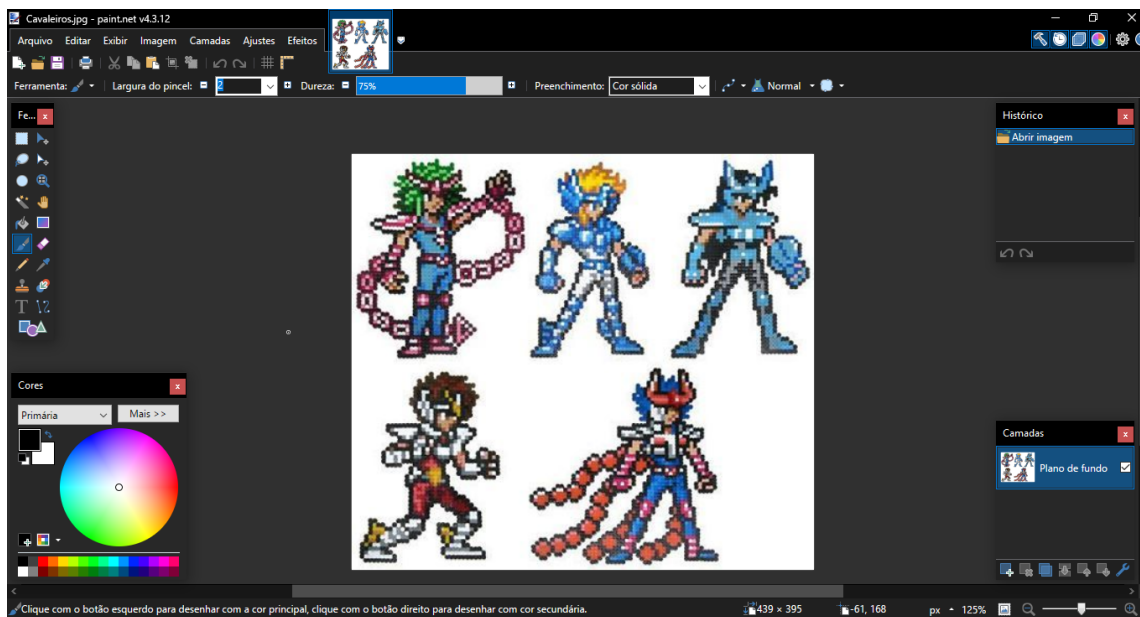 Cavaleiros.jpg - paint.net v4.3.12
Arquivo Editar Exibir Imagem Camadas Ajustes Efeitos
Ferramenta: Largura do pincel: 2 Dureza: 75% Preenchimento: Cor sólida Normal
Fe...
Histórico
Abrir imagem
Cores
Primária Mais >>
Camadas
Plano de fundo
Clique com o botão esquerdo para desenhar com a cor principal, clique com o botão direito para desenhar com cor secundária. 439 × 395 -61, 168 px 125%